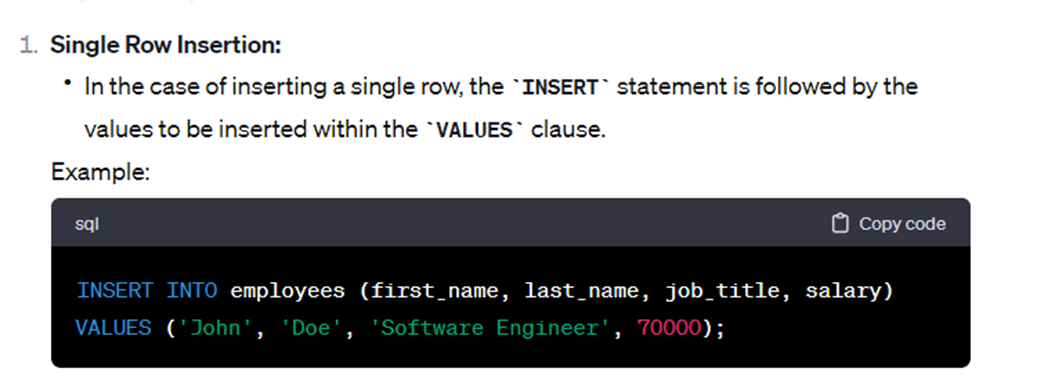 1. Single Row Insertion:
• In the case of inserting a single row, the `INSERT` statement is followed by the
values to be inserted within the `VALUES` clause.
Example:
sql Copy code
INSERT INTO employees (first_name, last_name, job_title, salary)
VALUES ('John', 'Doe', 'Software Engineer', 70000);